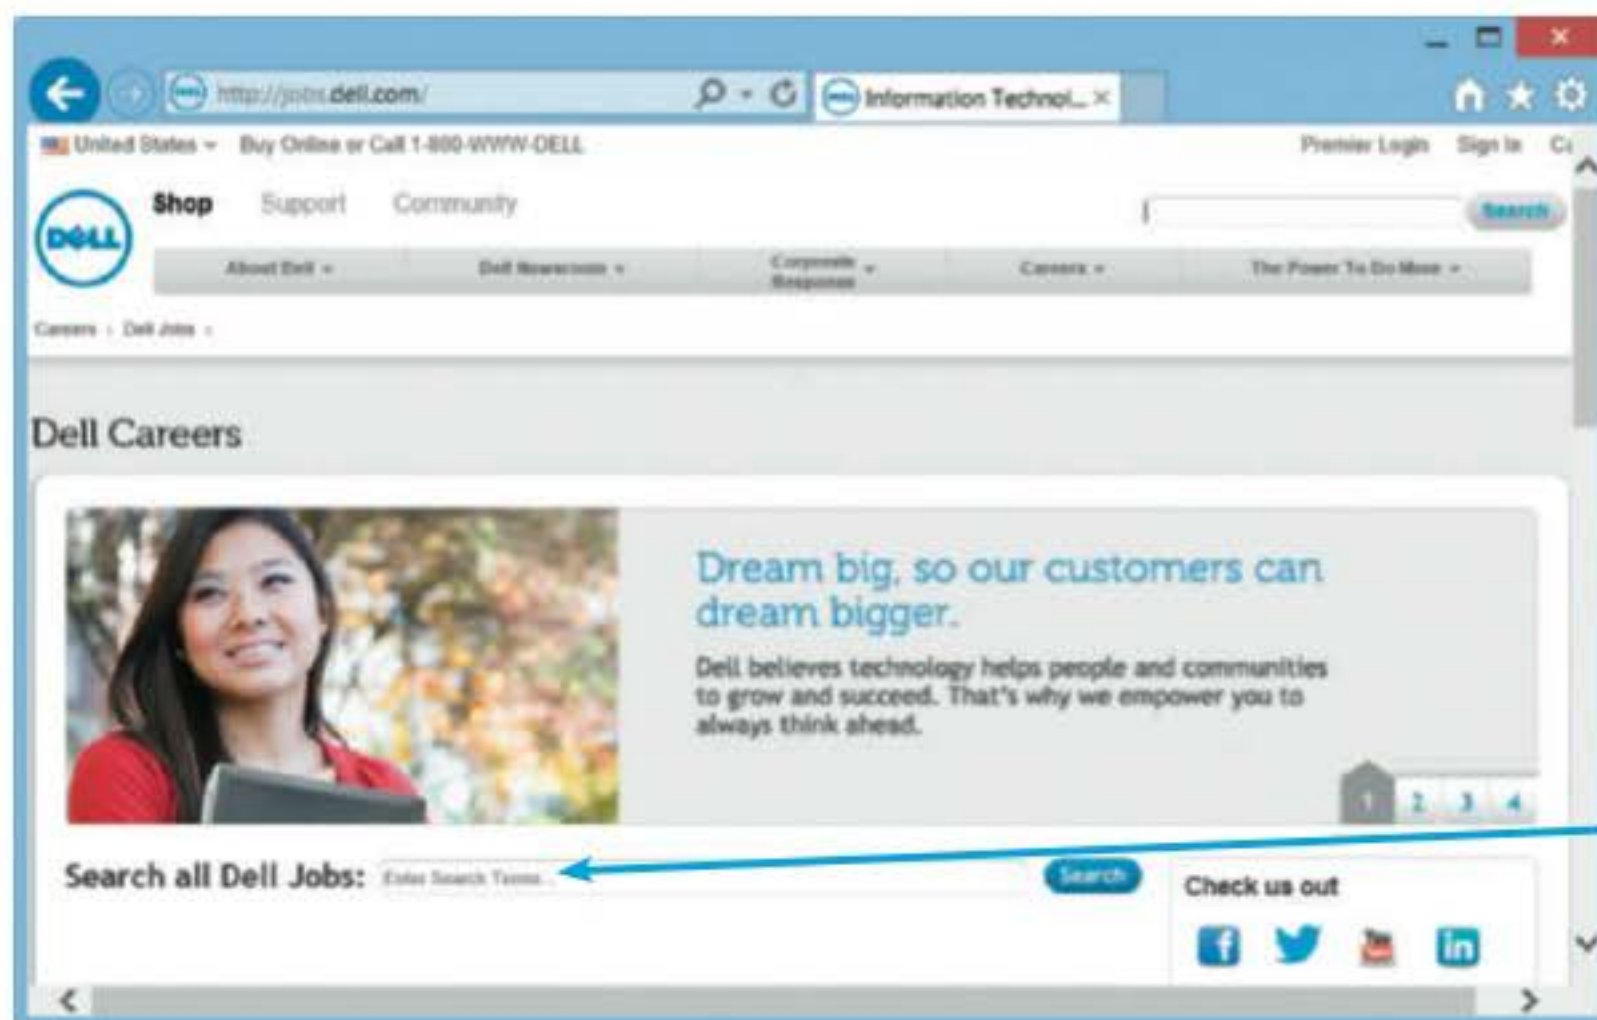 http://jobs.dell.com/
Information Technol...
United States
Buy Online or Call 1-800-WWW-DELL
Premier Login
Sign In
Ca
DELL
Shop
Support
Community
Search
About Dell
Dell Newsroom
Corporate
Response
Careers
The Power To Do More
Careers
Dell Jobs
Dell Careers
Dream big, so our customers can
dream bigger.
Dell believes technology helps people and communities
to grow and succeed. That's why we empower you to
always think ahead.
1 2 3 4
Search all Dell Jobs:
Enter Search Terms...
Search
Check us out
You
in